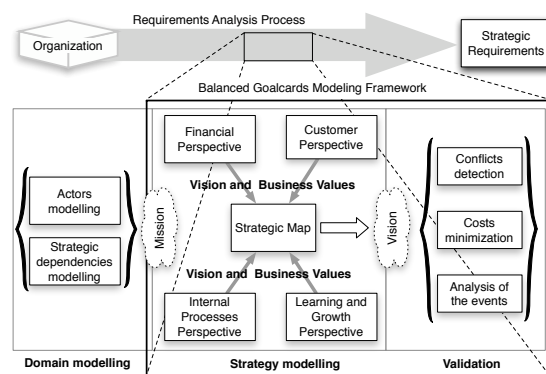 Requirements Analysis Process
Organization
Strategic
Requirements
Balanced Goalcards Modeling Framework
Financial
Perspective
Customer
Perspective
Conflicts
detection
Vision and Business Values
Actors
modelling
Mission
Strategic Map
Vision
Costs
minimization
Strategic
dependencies
modelling
Vision and Business Values
Internal
Processes
Perspective
Learning and
Growth
Perspective
Analysis of
the events
Domain modelling
Strategy modelling
Validation